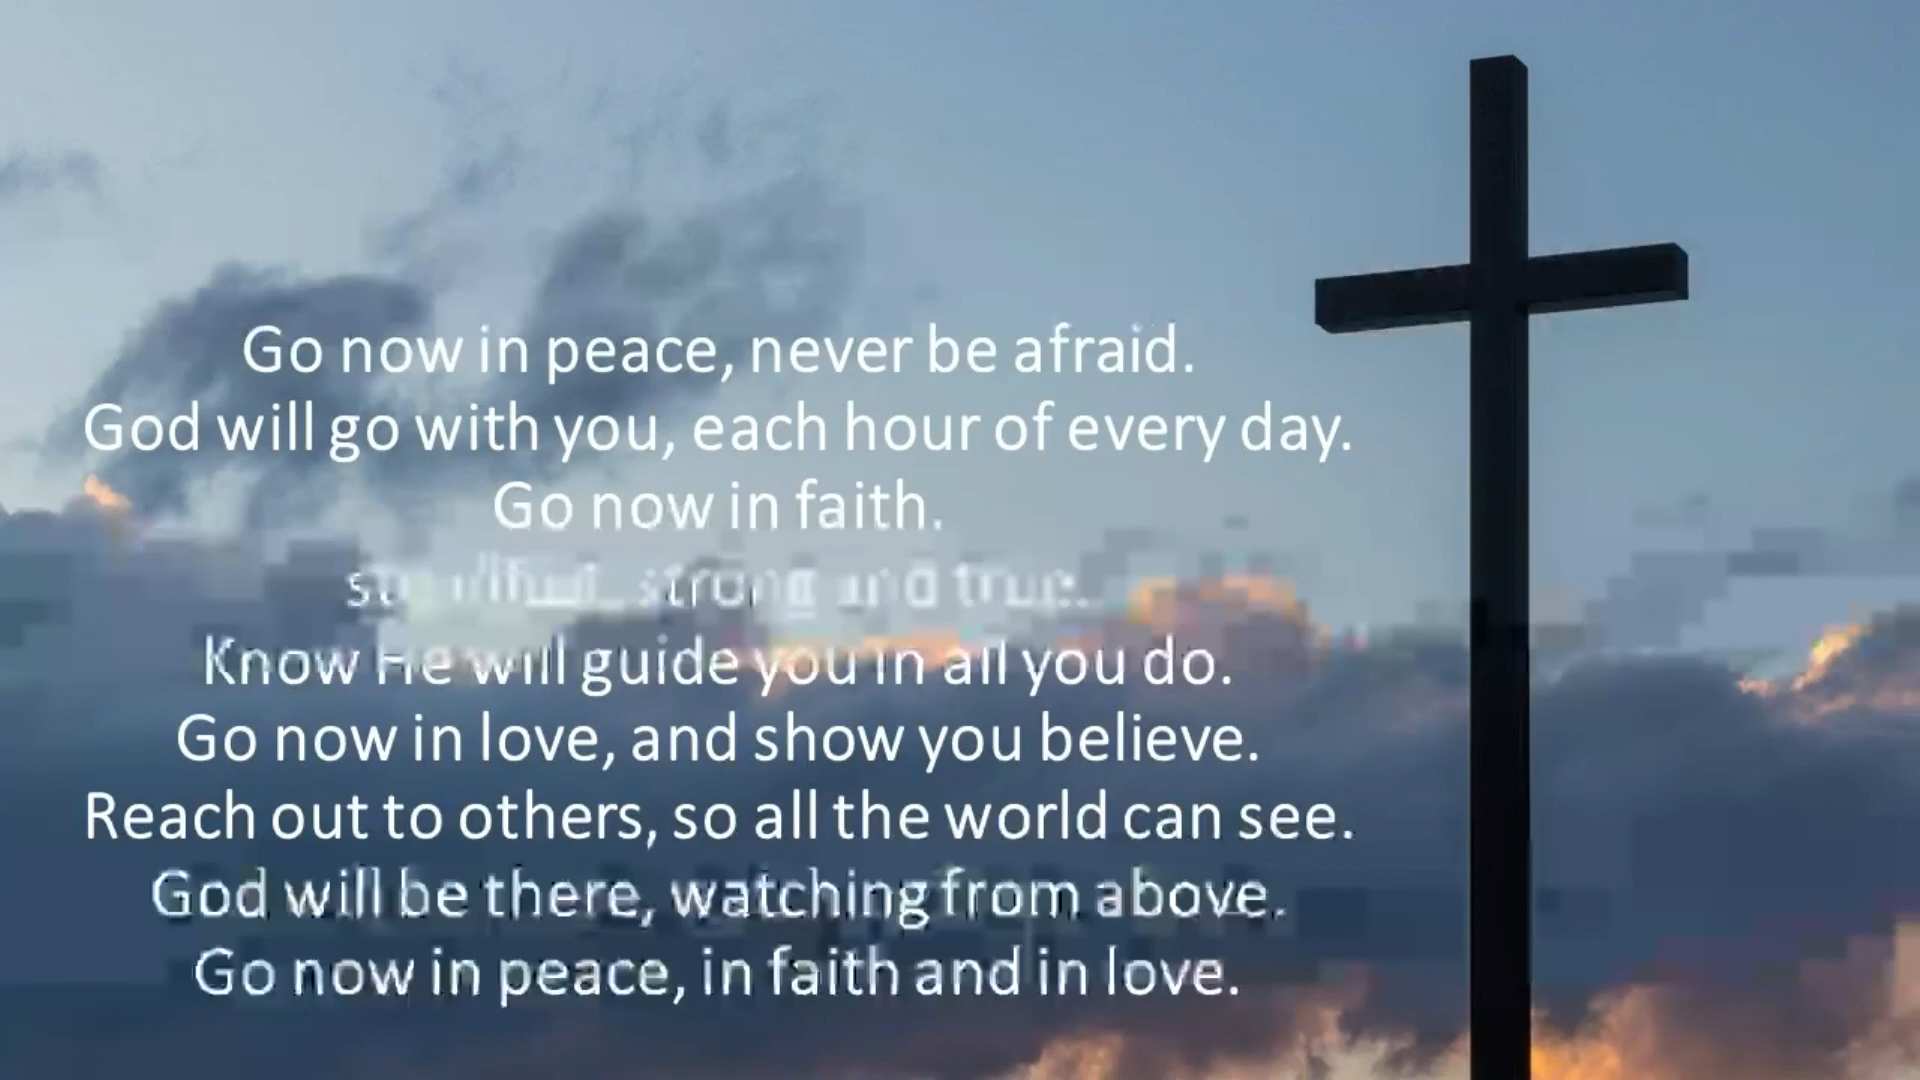 Go now in peace, never be afraid.
God will go with you, each hour of every day.
Go now in faith.
strong and true.
Know He will guide you in all you do.
Go now in love, and show you believe.
Reach out to others, so all the world can see.
God will be there, watching from above.
Go now in peace, in faith and in love.